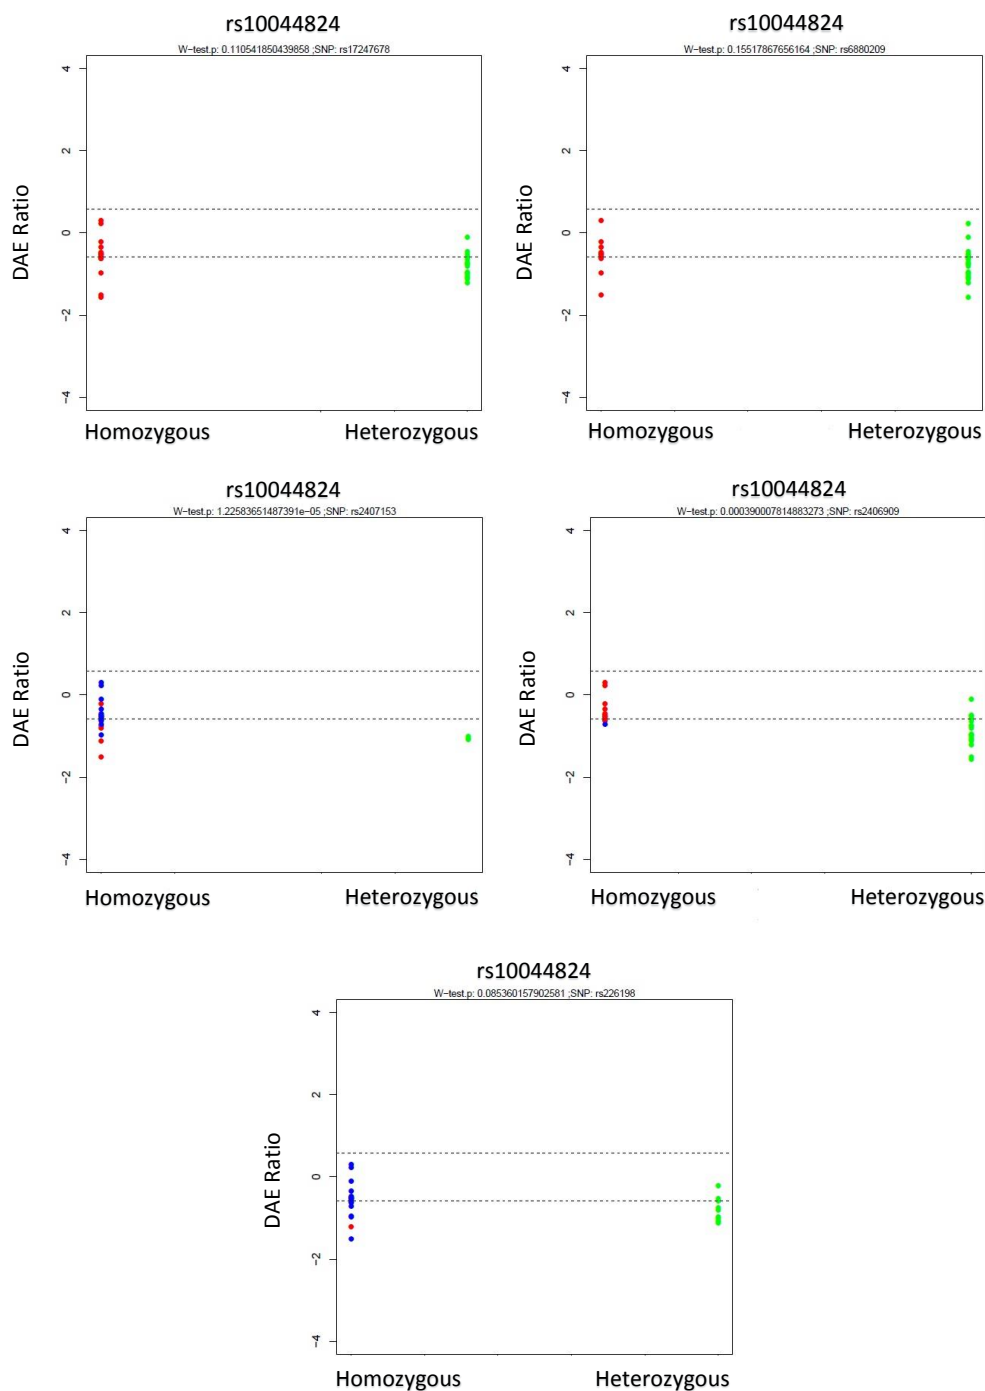 rs10044824
W-test.p: 0.110541850439858 ;SNP: rs17247678
DAE Ratio
4
2
0
−2
−4
Homozygous Heterozygous
rs10044824
W-test.p: 0.15517867656164 ;SNP: rs6880209
DAE Ratio
4
2
0
−2
−4
Homozygous Heterozygous
rs10044824
W-test.p: 1.22583651487391e-05 ;SNP: rs2407153
DAE Ratio
4
2
0
−2
−4
Homozygous Heterozygous
rs10044824
W-test.p: 0.000390007814883273 ;SNP: rs2406909
DAE Ratio
4
2
0
−2
−4
Homozygous Heterozygous
rs10044824
W-test.p: 0.085360157902581 ;SNP: rs226198
DAE Ratio
4
2
0
−2
−4
Homozygous Heterozygous